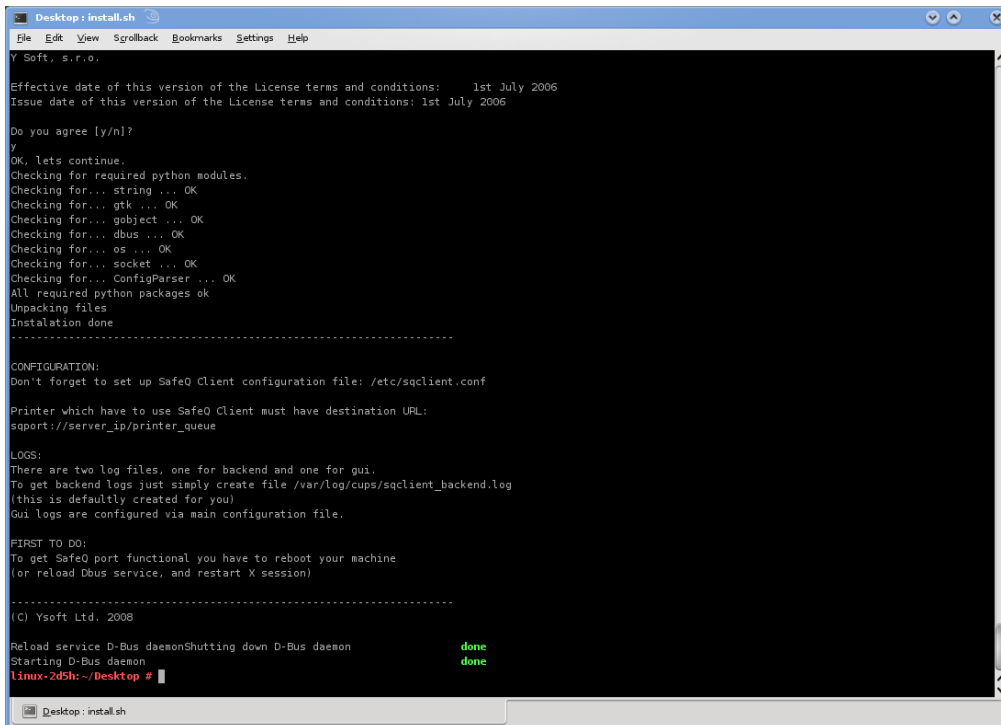 Desktop : install.sh
File Edit View Scrollback Bookmarks Settings Help
Y Soft, s.r.o.
Effective date of this version of the License terms and conditions: 1st July 2006
Issue date of this version of the License terms and conditions: 1st July 2006
Do you agree [y/n]?
y
OK, lets continue.
Checking for required python modules.
Checking for... string ... OK
Checking for... gtk ... OK
Checking for... gobject ... OK
Checking for... dbus ... OK
Checking for... os ... OK
Checking for... socket ... OK
Checking for... ConfigParser ... OK
All required python packages ok
Unpacking files
Instalation done
----------------------------------------------------------------------
CONFIGURATION:
Don't forget to set up SafeQ Client configuration file: /etc/sqclient.conf
Printer which have to use SafeQ Client must have destination URL:
sqport://server_ip/printer_queue
LOGS:
There are two log files, one for backend and one for gui.
To get backend logs just simply create file /var/log/cups/sqclient_backend.log
(this is defaultly created for you)
Gui logs are configured via main configuration file.
FIRST TO DO:
To get SafeQ port functional you have to reboot your machine
(or reload Dbus service, and restart X session)
----------------------------------------------------------------------
(C) Ysoft Ltd. 2008
Reload service D-Bus daemonShutting down D-Bus daemon done
Starting D-Bus daemon done
linux-2d5h:~/Desktop #
Desktop : install.sh